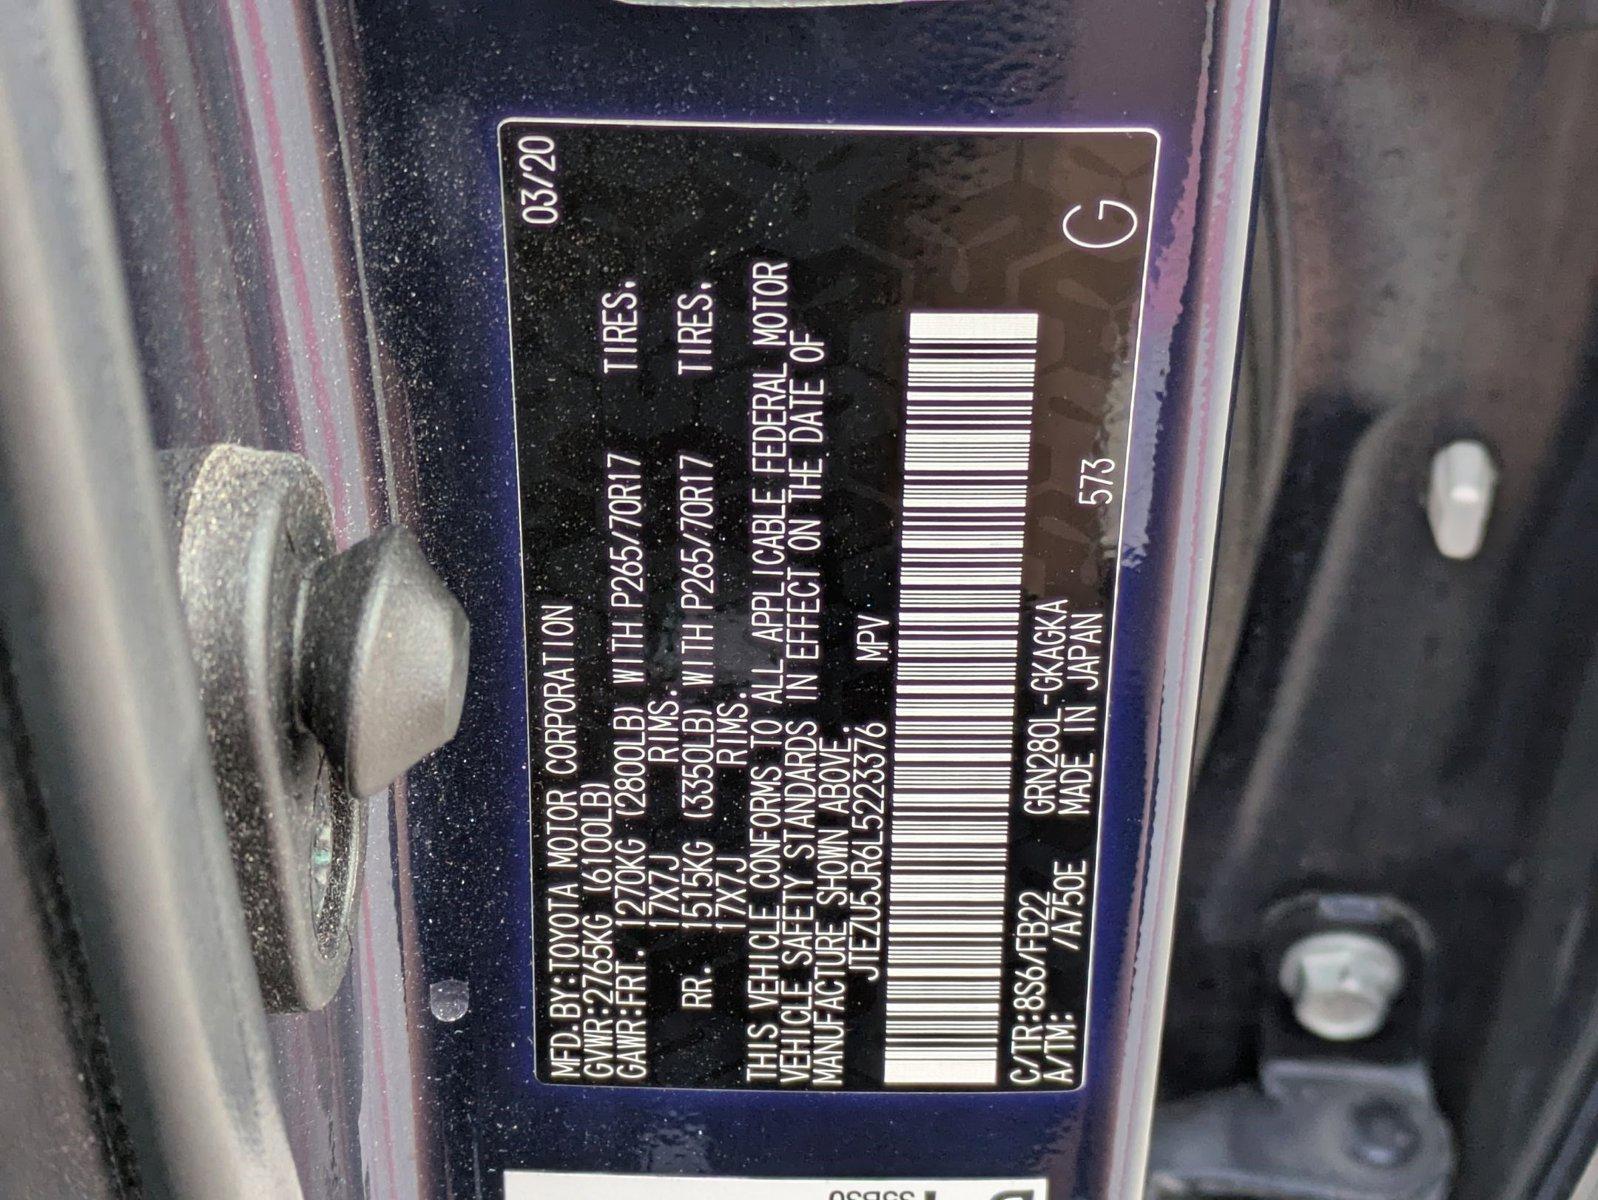 MFD.BY:TOYOTA MOTOR CORPORATION 03/20
GVWR:2765KG (6100LB)
GAWR:FRT. 1270KG (2800LB) WITH P265/70R17 TIRES,
17X7J RIMS.
RR. 1515KG (3350LB) WITH P265/70R17 TIRES,
17X7J RIMS.
THIS VEHICLE CONFORMS TO ALL APPLICABLE FEDERAL MOTOR
VEHICLE SAFETY STANDARDS IN EFFECT ON THE DATE OF
MANUFACTURE SHOWN ABOVE.
JTEZU5JR6L5223376 MPV
C/TR:8S6/FB22 GRN280L-GKAGKA
A/TM: /A750E MADE IN JAPAN 573 G